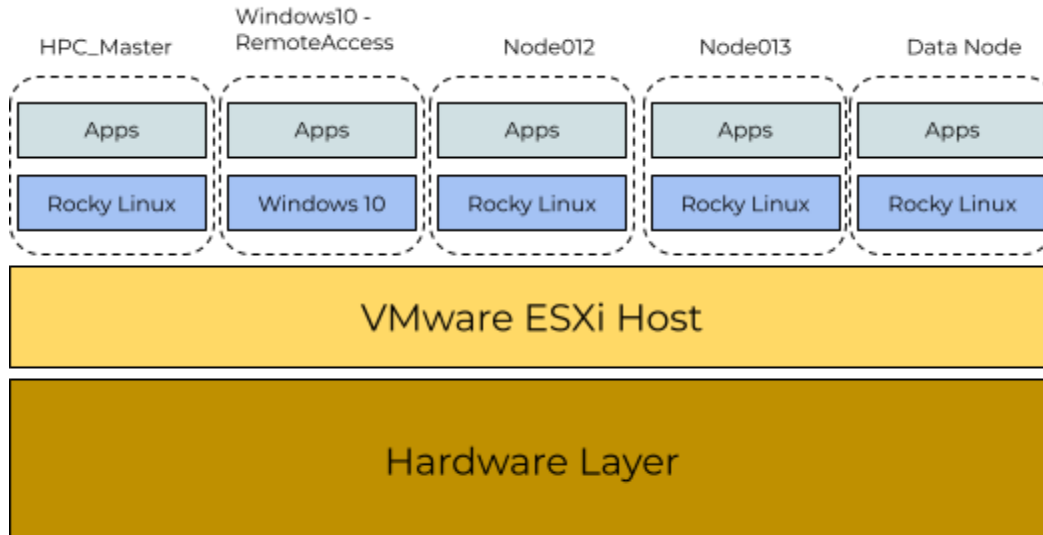 Windows10 -
RemoteAccess
HPC_Master
Node012
Node013
Data Node
Apps
Apps
Apps
Apps
Apps
Rocky Linux
Windows 10
Rocky Linux
Rocky Linux
Rocky Linux
VMware ESXi Host
Hardware Layer